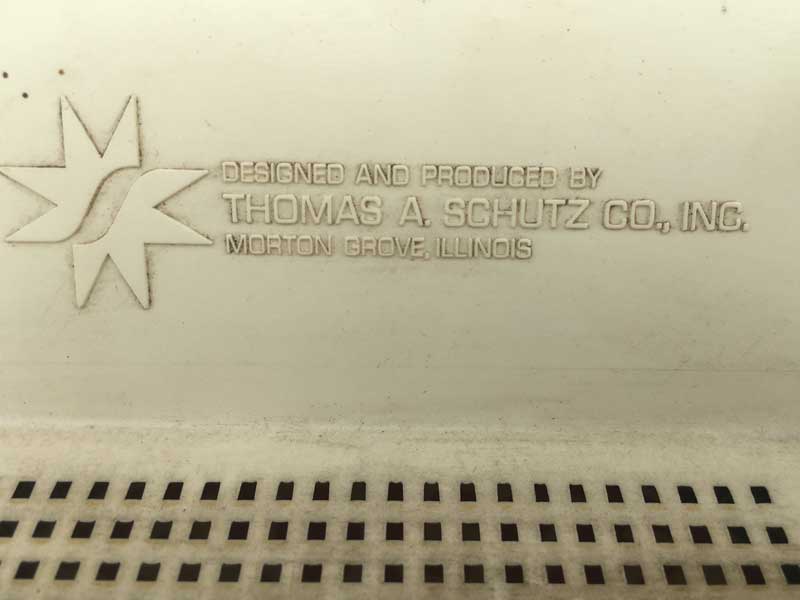 DESIGNED AND PRODUCED BY
THOMAS A. SCHUTZ CO., INC.
MORTON GROVE, ILLINOIS